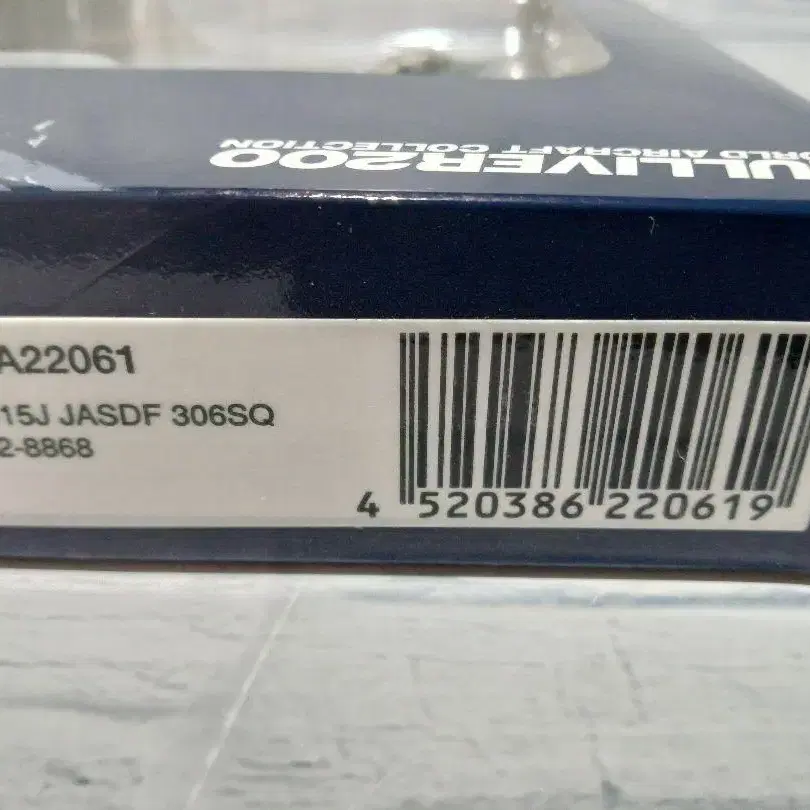 ULLIVER200
ORLD AIRCRAFT COLLECTION
A22061
15J JASDF 306SQ
2-8868
4 520386 220619